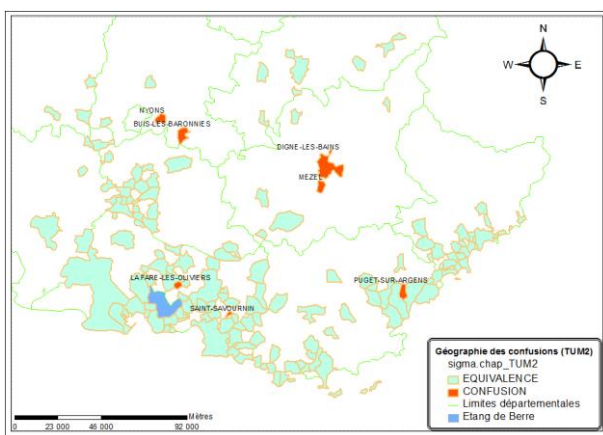 N
W E
S
NYONS
BUIS-LES-BARONNIES
DIGNE-LES-BAINS
MEZEL
LA FARE-LES-OLIVIERS
PUGET-SUR-ARGENS
SAINT-SAVOURNIN
Géographie des confusions (TUM2)
sigma.chap_TUM2
EQUIVALENCE
CONFUSION
Limites départementales
Etang de Berre
Mètres
0 23 000 46 000 92 000